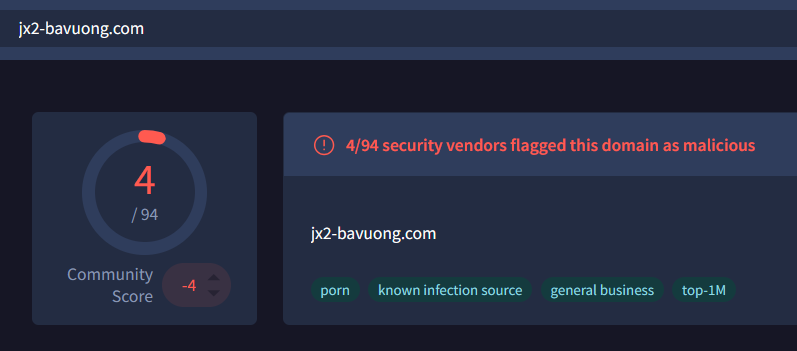 jx2-bavuong.com
4
/ 94
Community
Score
-4
4/94 security vendors flagged this domain as malicious
jx2-bavuong.com
porn
known infection source
general business
top-1M